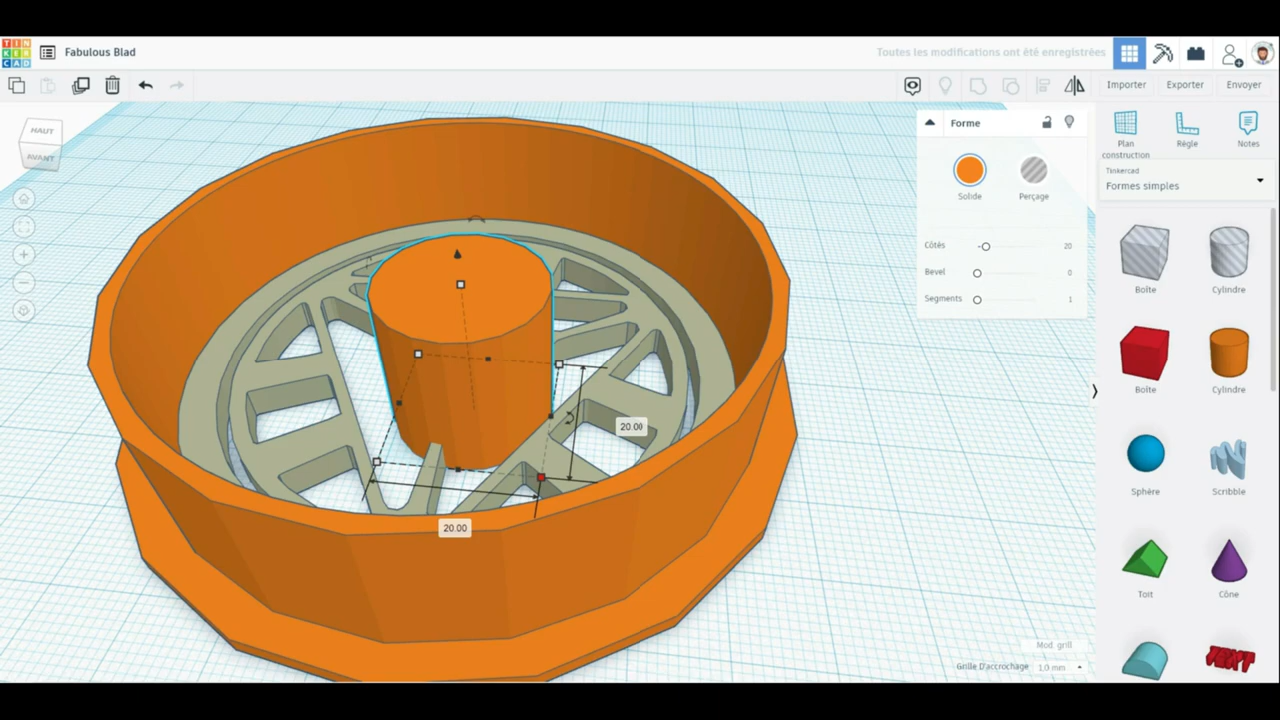 TIN
KER
CAD
Fabulous Blad
Toutes les modifications ont été enregistrées
Importer
Exporter
Envoyer
HAUT
AVANT
Forme
Solide
Perçage
Côtés
20
Bevel
0
Segments
1
Plan
construction
Règle
Notes
Tinkercad
Formes simples
Boîte
Cylindre
Boîte
Cylindre
Sphère
Scribble
Toit
Cône
TEXT
20.00
20.00
Mod. grill
Grille D'accrochage
1,0 mm